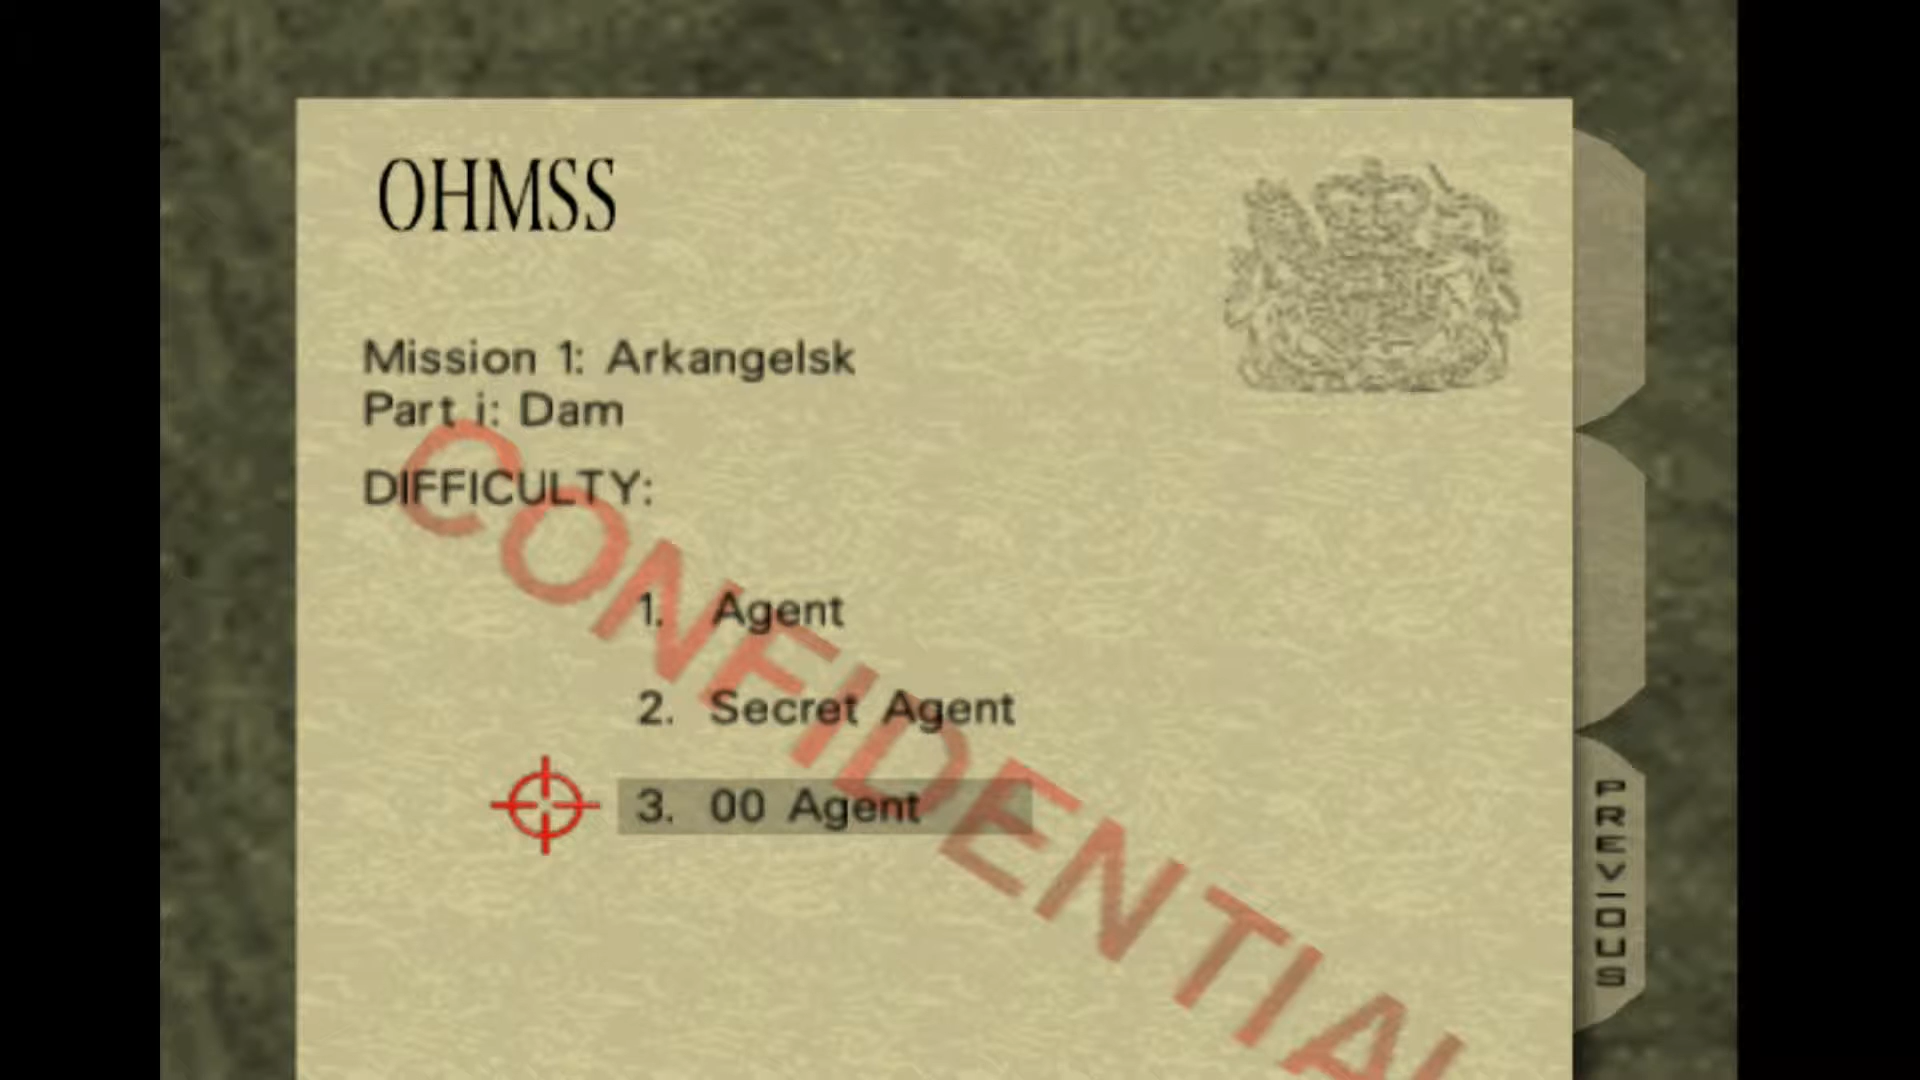 OHMSS
Mission 1: Arkangelsk
Part i: Dam
DIFFICULTY:
1. Agent
2. Secret Agent
3. 00 Agent
CONFIDENTIAL
PREVIOUS